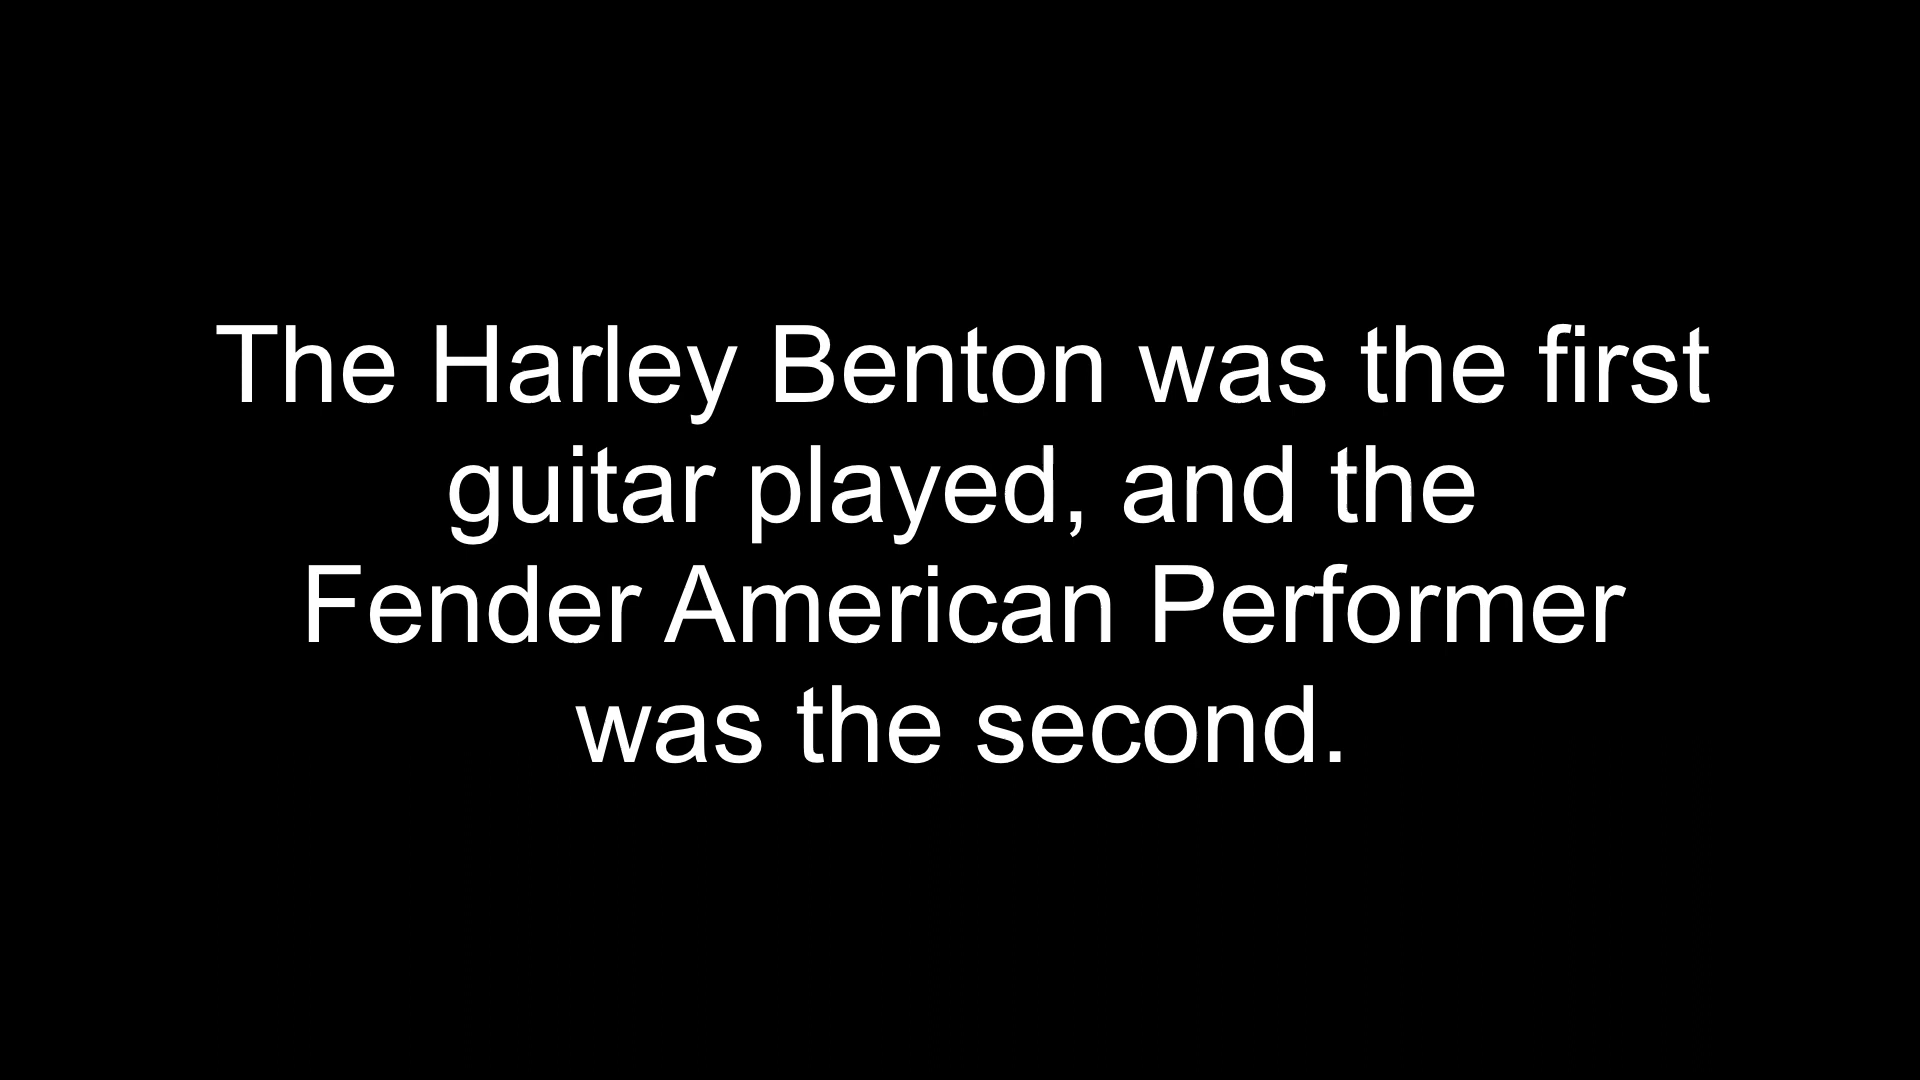 The Harley Benton was the first
guitar played, and the
Fender American Performer
was the second.